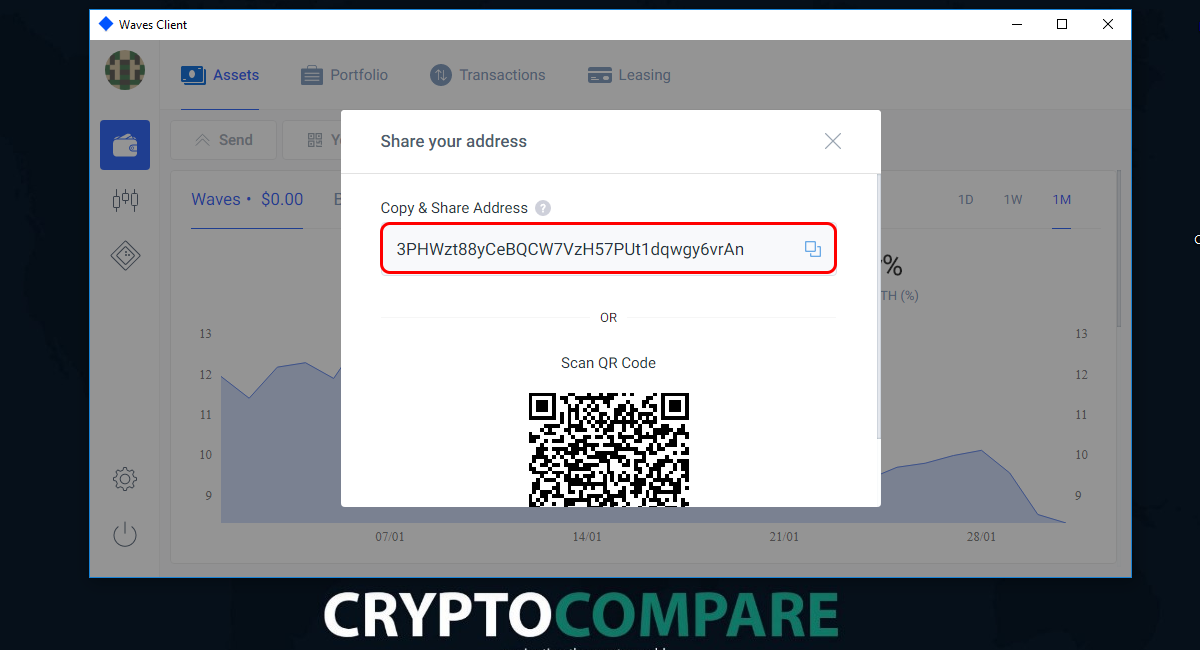 Waves Client
Assets Portfolio Transactions Leasing
Send
Share your address
Waves • $0.00
1D 1W 1M
Copy & Share Address ?
3PHWzt88yCeBQCW7VzH57PUt1dqwgy6vrAn
%
TH (%)
OR
Scan QR Code
13 13
12 12
11 11
10 10
9 9
07/01 14/01 21/01 28/01
CRYPTOCOMPARE